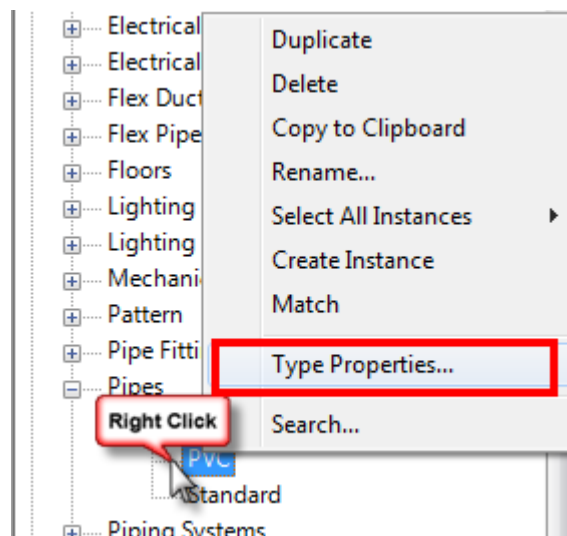 Electrical
Electrical
Flex Duct
Flex Pipe
Floors
Lighting
Lighting
Mechani
Pattern
Pipe Fitti
Pipes
Right Click
PVC
Standard
Piping Systems
Duplicate
Delete
Copy to Clipboard
Rename...
Select All Instances
Create Instance
Match
Type Properties...
Search...